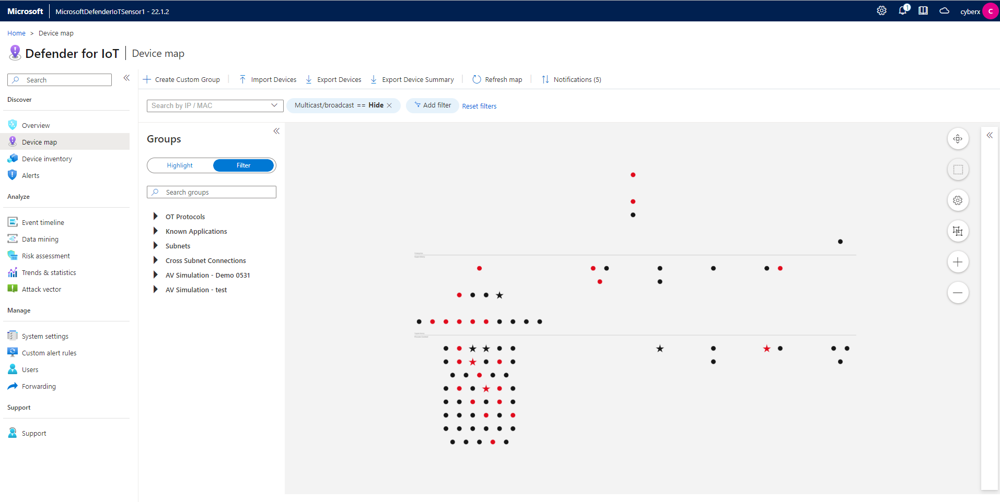 Microsoft
MicrosoftDefenderIoTSensor1 - 22.1.2
1
cyberx
C
Home > Device map
Defender for IoT
Device map
Search
Discover
Overview
Device map
Device inventory
Alerts
Analyze
Event timeline
Data mining
Risk assessment
Trends & statistics
Attack vector
Manage
System settings
Custom alert rules
Users
Forwarding
Support
Support
Create Custom Group
Import Devices
Export Devices
Export Device Summary
Refresh map
Notifications (5)
Search by IP / MAC
Multicast/broadcast == Hide
Add filter
Reset filters
Groups
Highlight
Filter
Search groups
OT Protocols
Known Applications
Subnets
Cross Subnet Connections
AV Simulation - Demo 0531
AV Simulation - test